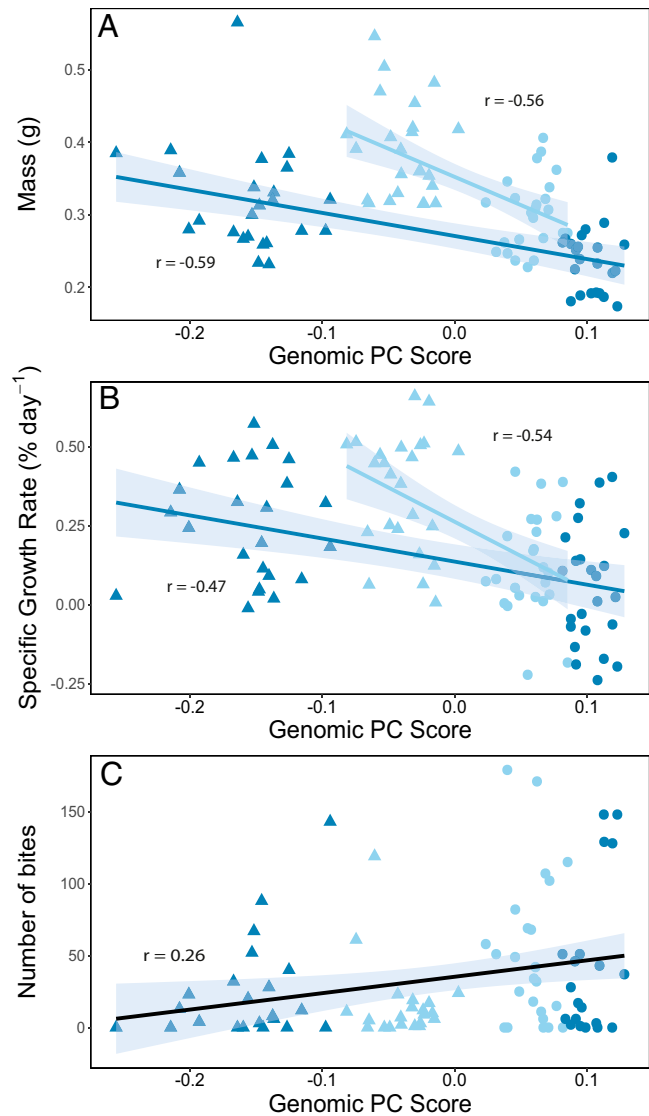 A
Mass (g)
0.5
0.4
0.3
0.2
r = -0.56
r = -0.59
-0.2 -0.1 0.0 0.1
Genomic PC Score
B
Specific Growth Rate (% day⁻¹)
0.50
0.25
0.00
-0.25
r = -0.54
r = -0.47
-0.2 -0.1 0.0 0.1
Genomic PC Score
C
Number of bites
150
100
50
0
r = 0.26
-0.2 -0.1 0.0 0.1
Genomic PC Score